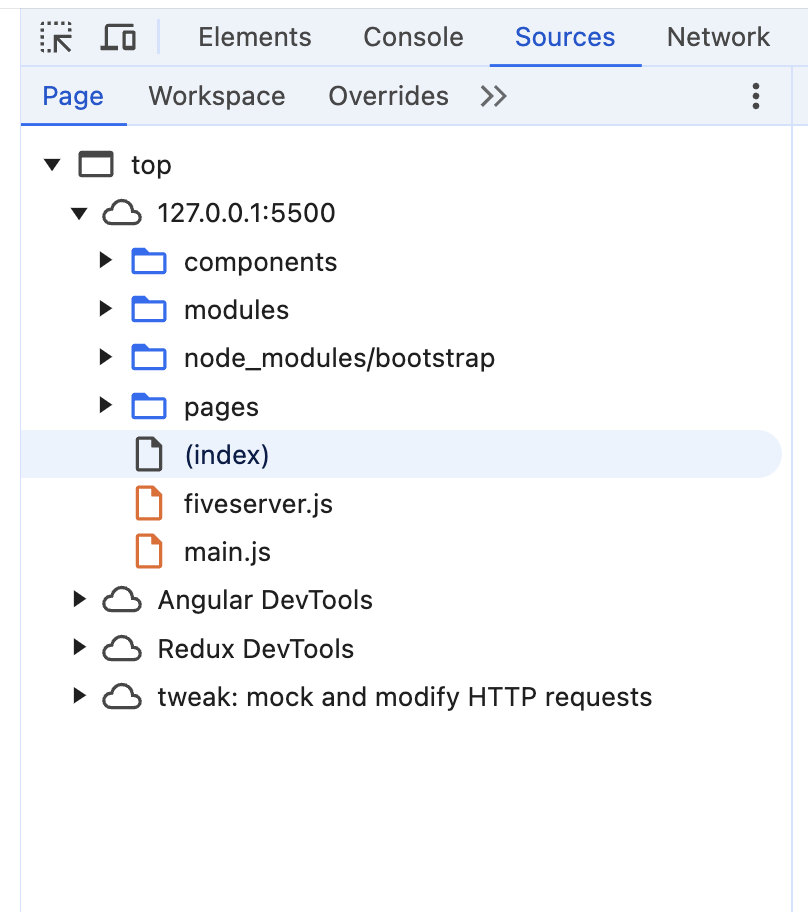 Elements Console Sources Network
Page Workspace Overrides
top
127.0.0.1:5500
components
modules
node_modules/bootstrap
pages
(index)
fiveserver.js
main.js
Angular DevTools
Redux DevTools
tweak: mock and modify HTTP requests